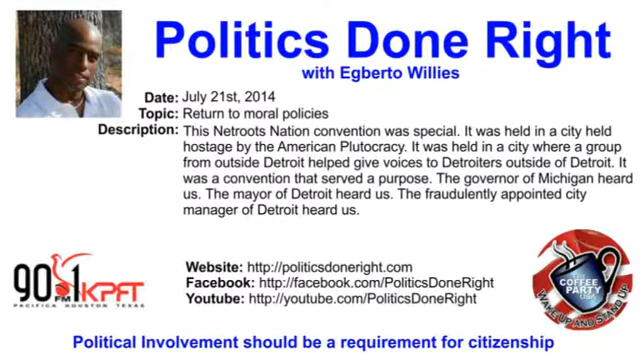 Politics Done Right
with Egberto Willies
Date: July 21st, 2014
Topic: Return to moral policies
Description: This Netroots Nation convention was special. It was held in a city held
hostage by the American Plutocracy. It was held in a city where a group
from outside Detroit helped give voices to Detroiters outside of Detroit. It
was a convention that served a purpose. The governor of Michigan heard
us. The mayor of Detroit heard us. The fraudulently appointed city
manager of Detroit heard us.
90.1 FM KPFT
PACIFICA HOUSTON TEXAS
Website: http://politicsdoneright.com
Facebook: http://facebook.com/PoliticsDoneRight
Youtube: http://youtube.com/PoliticsDoneRight
THE
COFFEE
PARTY
USA
WAKE UP AND STAND UP
Political Involvement should be a requirement for citizenship